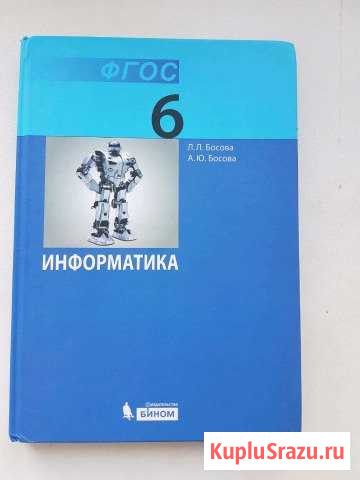 ФГОС
6
Л.Л. Босова
А.Ю. Босова
ИНФОРМАТИКА
Издательство
БИНОМ
KupluSrazu.ru